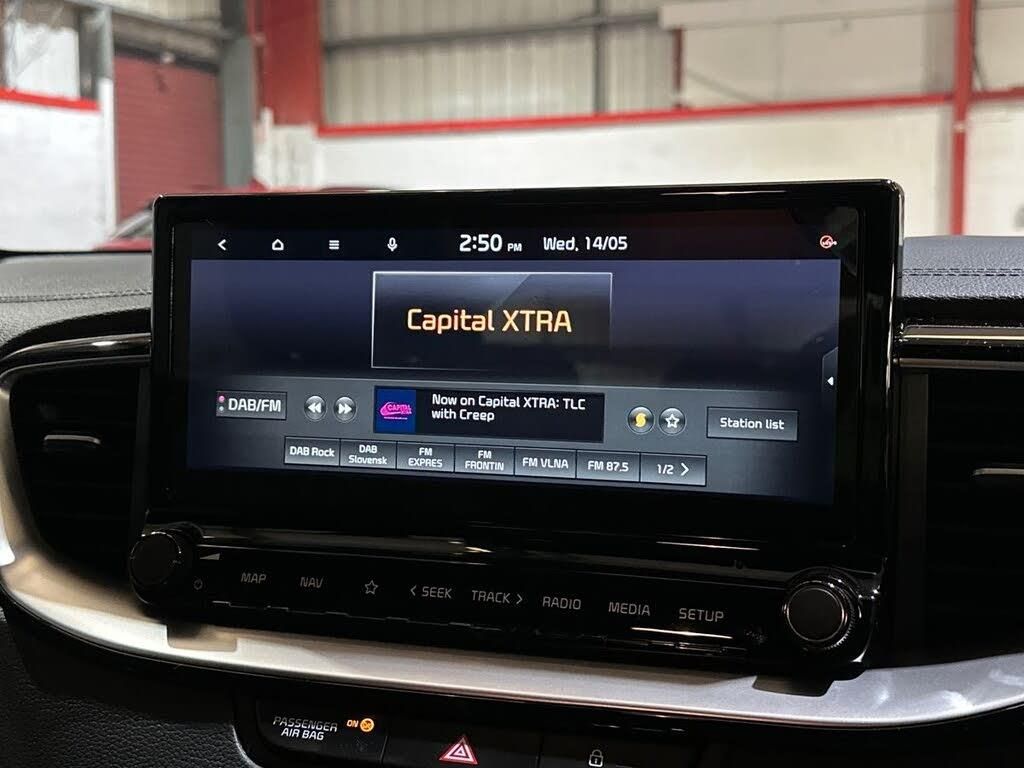 2:50 PM Wed, 14/05
Capital XTRA
DAB/FM
CAPITAL
XTRA
Now on Capital XTRA: TLC
with Creep
Station list
DAB Rock
DAB
Slovensk
FM
EXPRES
FM
FRONTIN
FM VLNA
FM 87.5
1/2 >
MAP
NAV
< SEEK
TRACK >
RADIO
MEDIA
SETUP
PASSENGER
AIR BAG
ON